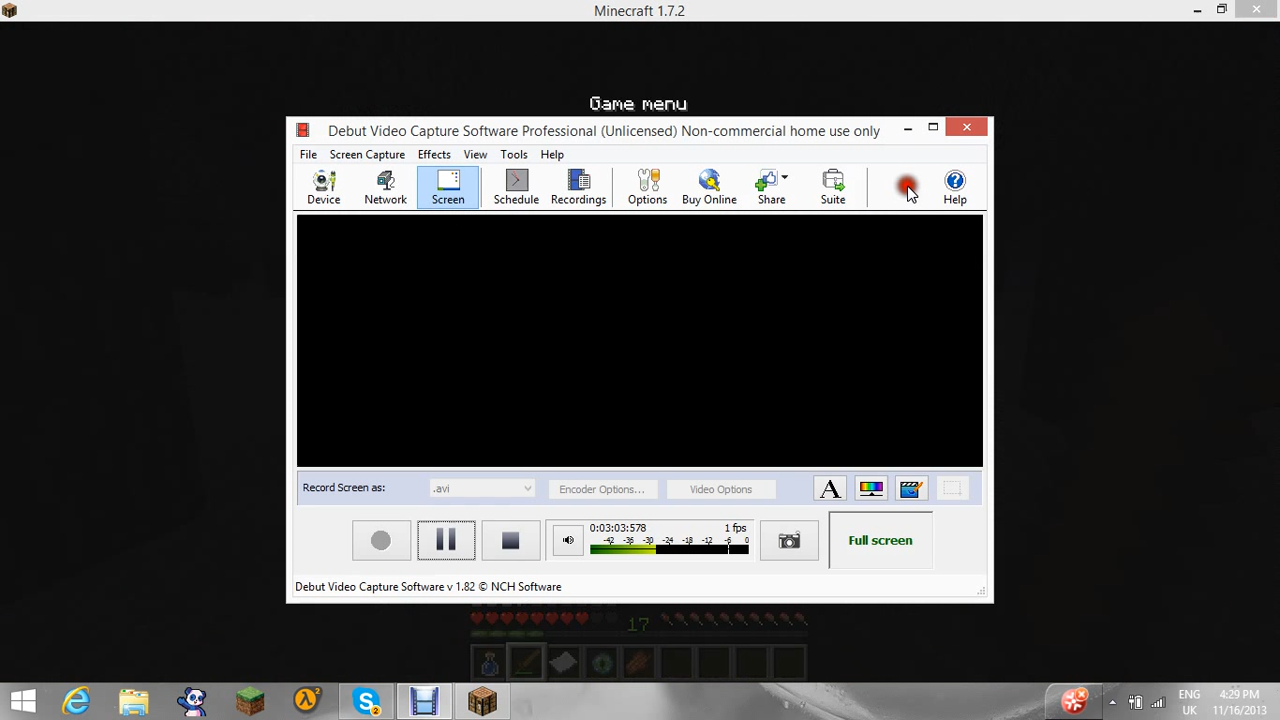 Minecraft 1.7.2
Game menu
Debut Video Capture Software Professional (Unlicensed) Non-commercial home use only
File Screen Capture Effects View Tools Help
Device Network Screen Schedule Recordings Options Buy Online Share Suite Help
Record Screen as: .avi Encoder Options... Video Options A
0:03:03:578 1 fps
-42 -36 -30 -24 -18 -12 -6 0
Full screen
Debut Video Capture Software v 1.82 © NCH Software
17
2
2
ENG 4:29 PM
UK 11/16/2013